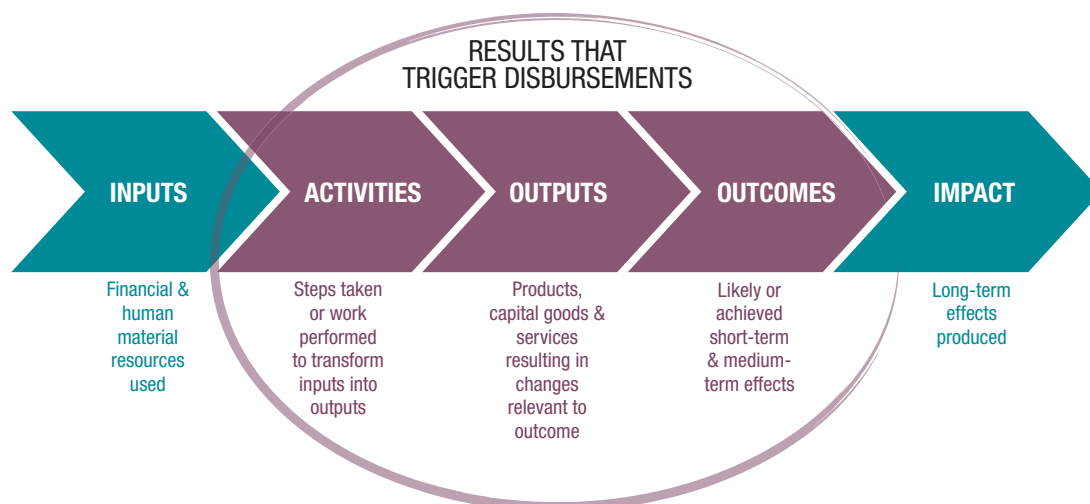 RESULTS THAT
TRIGGER DISBURSEMENTS
INPUTS
ACTIVITIES
OUTPUTS
OUTCOMES
IMPACT
Financial &
human
material
resources
used
Steps taken
or work
performed
to transform
inputs into
outputs
Products,
capital goods &
services
resulting in
changes
relevant to
outcome
Likely or
achieved
short-term
& medium-
term effects
Long-term
effects
produced